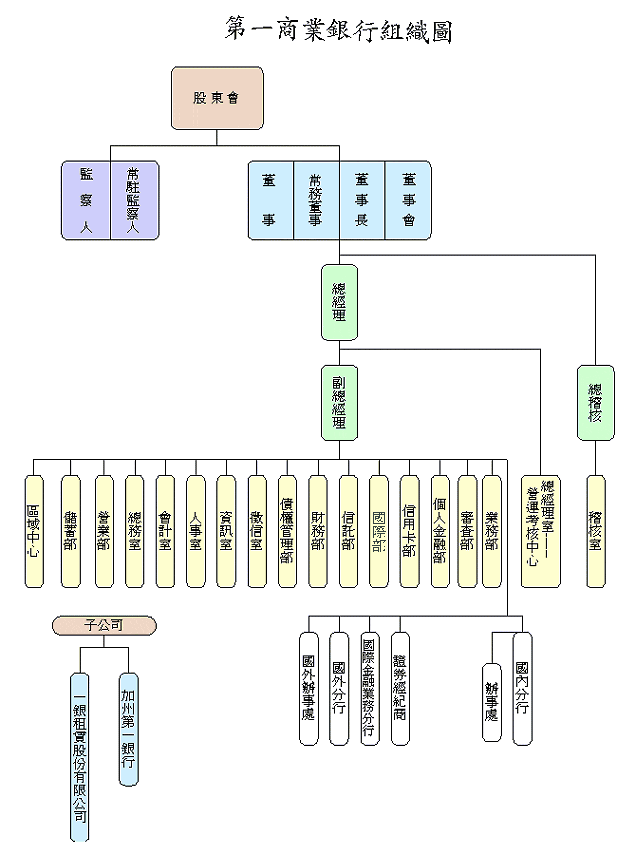 第一商業銀行組織圖
股東會
監察人
常駐監察人
董事
常務董事
董事長
董事會
總經理
副總經理
總稽核
區域中心
儲蓄部
營業部
總務室
會計室
人事室
資訊室
徵信室
債權管理部
財務部
信託部
國際部
信用卡部
個人金融部
審查部
業務部
總經理室——
營運考核中心
稽核室
子公司
一銀租賃股份有限公司
加州第一銀行
國外辦事處
國外分行
國際金融業務分行
證券經紀商
辦事處
國內分行